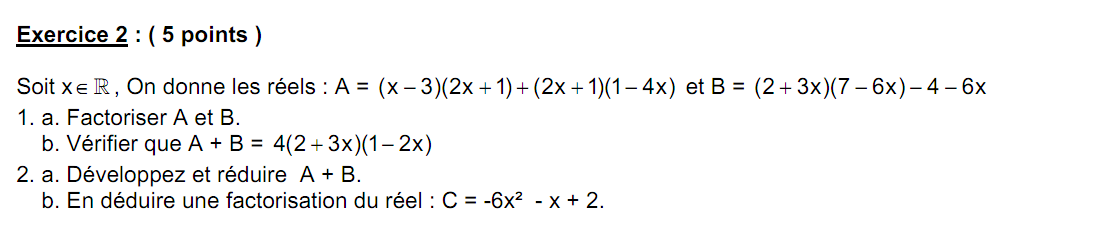 Exercice 2 : ( 5 points )
Soit x∈ ℝ, On donne les réels : A = (x – 3)(2x + 1) + (2x + 1)(1 – 4x) et B = (2 + 3x)(7 – 6x) – 4 – 6x
1. a. Factoriser A et B.
b. Vérifier que A + B = 4(2 + 3x)(1 – 2x)
2. a. Développez et réduire A + B.
b. En déduire une factorisation du réel : C = -6x² - x + 2.